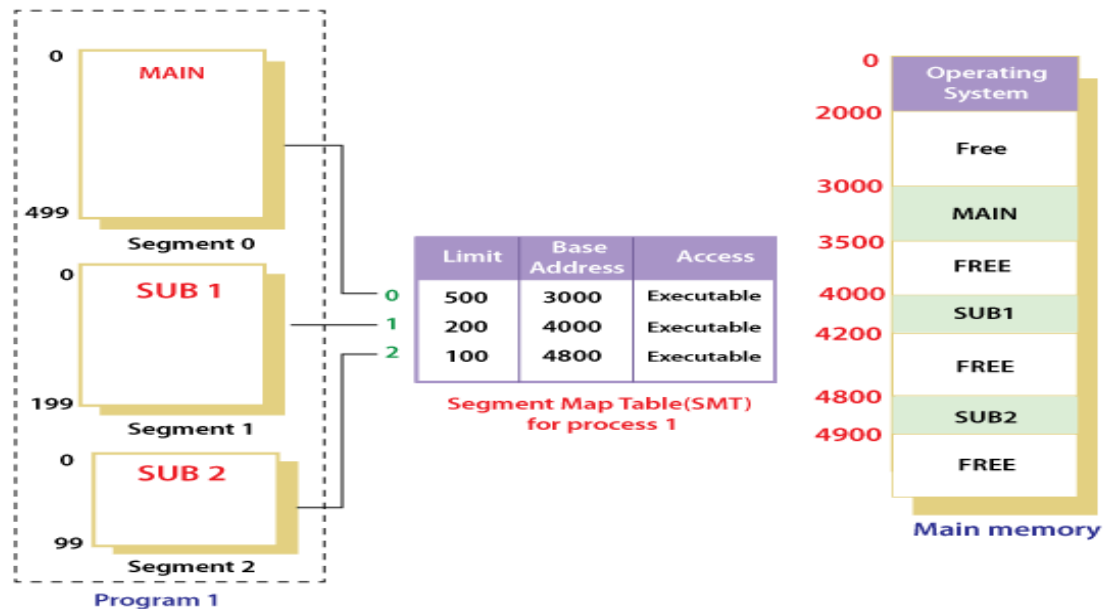 0
MAIN
499
Segment 0
0
SUB 1
199
Segment 1
0
SUB 2
99
Segment 2
Program 1
Limit Base Address Access
0 500 3000 Executable
1 200 4000 Executable
2 100 4800 Executable
Segment Map Table(SMT)
for process 1
0
Operating
System
2000
Free
3000
MAIN
3500
FREE
4000
SUB1
4200
FREE
4800
SUB2
4900
FREE
Main memory